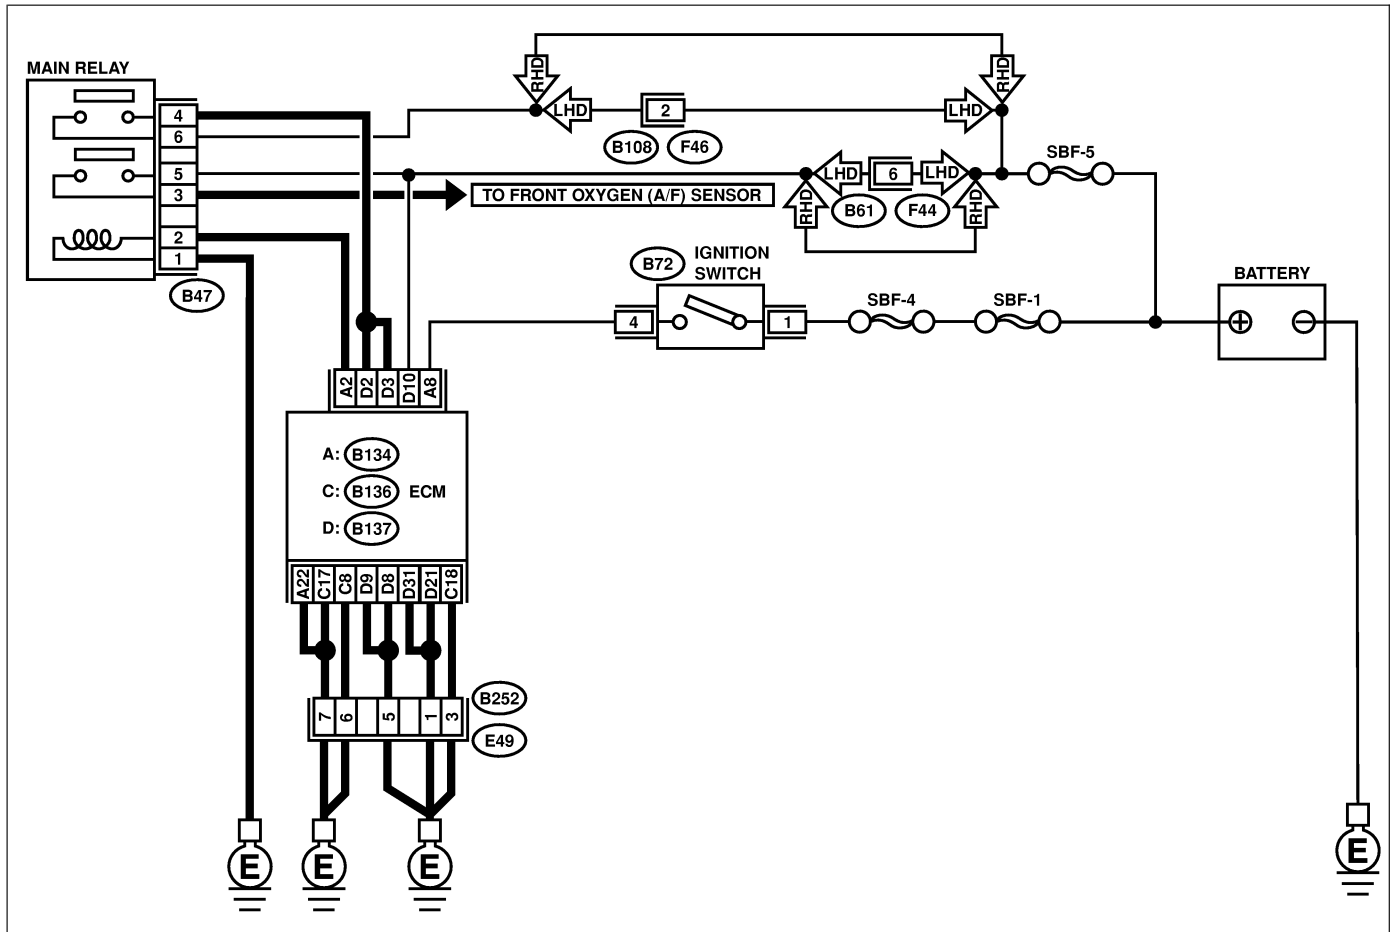 MAIN RELAY
4
6
5
3
2
1
B47
RHD
RHD
LHD
2
LHD
B108
F46
SBF-5
LHD
6
LHD
RHD
B61
F44
RHD
TO FRONT OXYGEN (A/F) SENSOR
B72
IGNITION
SWITCH
4
1
SBF-4
SBF-1
BATTERY
A2
D2
D3
D10
A8
A: B134
C: B136 ECM
D: B137
A22
C17
C8
D9
D8
D31
D21
C18
7
6
5
1
3
B252
E49
E
E
E
E